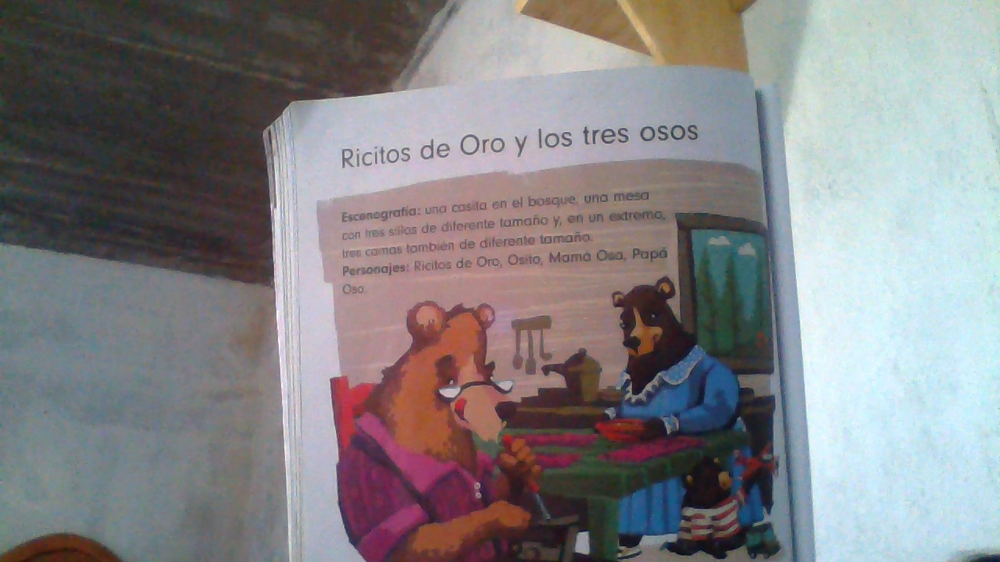 Ricitos de Oro y los tres osos
Escenografía: una casita en el bosque, una mesa
con tres sillas de diferente tamaño y, en un extremo,
tres camas también de diferente tamaño.
Personajes: Ricitos de Oro, Osito, Mamá Osa, Papá
Oso.